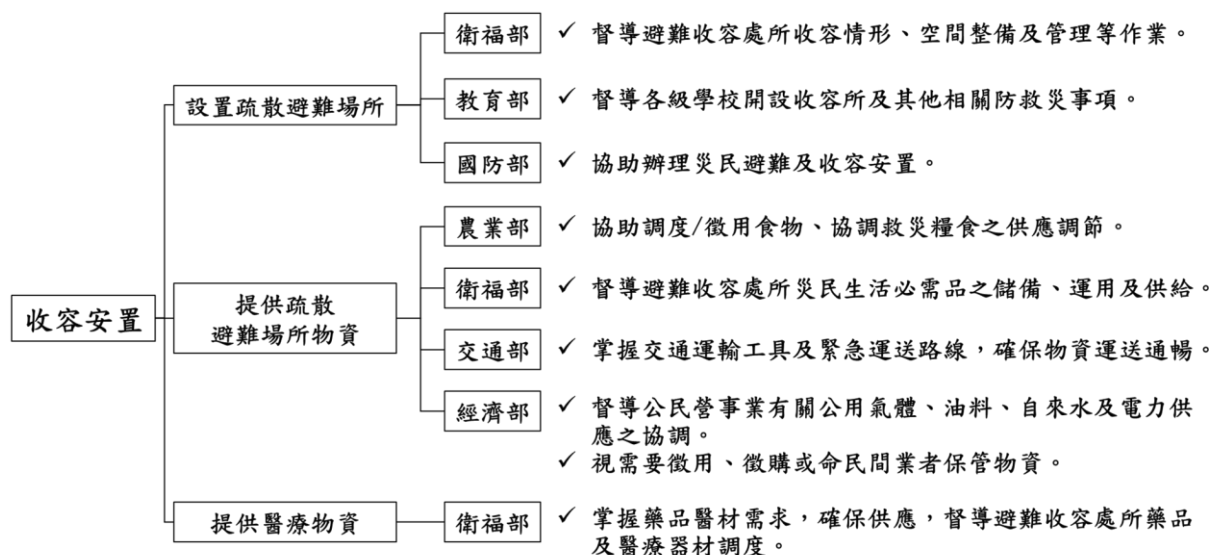 收容安置
設置疏散避難場所
衛福部
✓ 督導避難收容處所收容情形、空間整備及管理等作業。
教育部
✓ 督導各級學校開設收容所及其他相關防救災事項。
國防部
✓ 協助辦理災民避難及收容安置。
提供疏散
避難場所物資
農業部
✓ 協助調度/徵用食物、協調救災糧食之供應調節。
衛福部
✓ 督導避難收容處所災民生活必需品之儲備、運用及供給。
交通部
✓ 掌握交通運輸工具及緊急運送路線，確保物資運送通暢。
經濟部
✓ 督導公民營事業有關公用氣體、油料、自來水及電力供
應之協調。
✓ 視需要徵用、徵購或命民間業者保管物資。
提供醫療物資
衛福部
✓ 掌握藥品醫材需求，確保供應，督導避難收容處所藥品
及醫療器材調度。